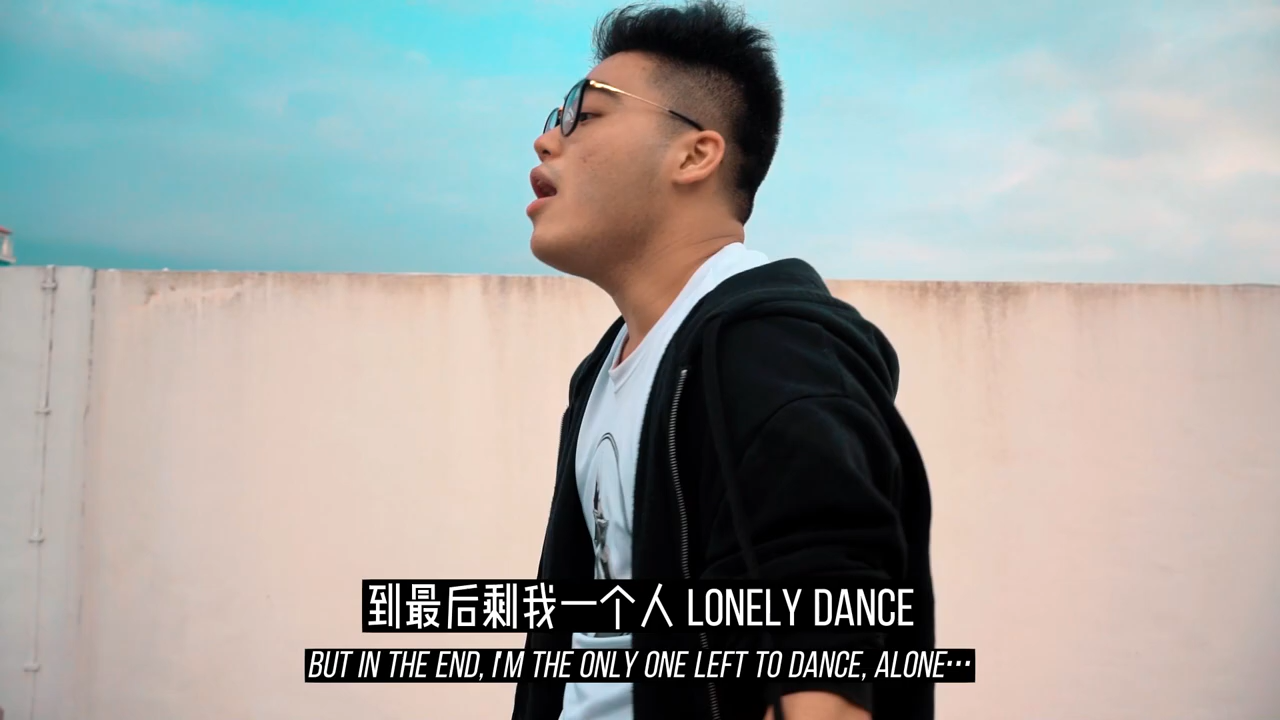 到最后剩我一个人 LONELY DANCE
BUT IN THE END, I'M THE ONLY ONE LEFT TO DANCE, ALONE···